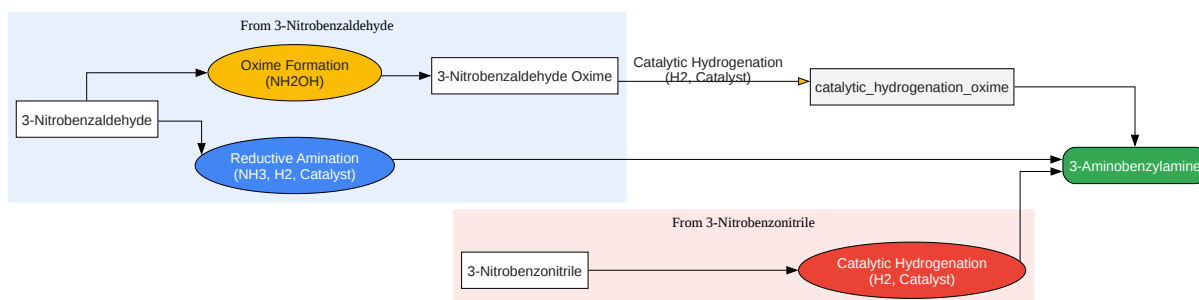 From 3-Nitrobenzaldehyde
Oxime Formation
(NH2OH)
3-Nitrobenzaldehyde Oxime
Catalytic Hydrogenation
(H2, Catalyst)
catalytic_hydrogenation_oxime
3-Nitrobenzaldehyde
Reductive Amination
(NH3, H2, Catalyst)
3-Aminobenzylamine
From 3-Nitrobenzonitrile
3-Nitrobenzonitrile
Catalytic Hydrogenation
(H2, Catalyst)